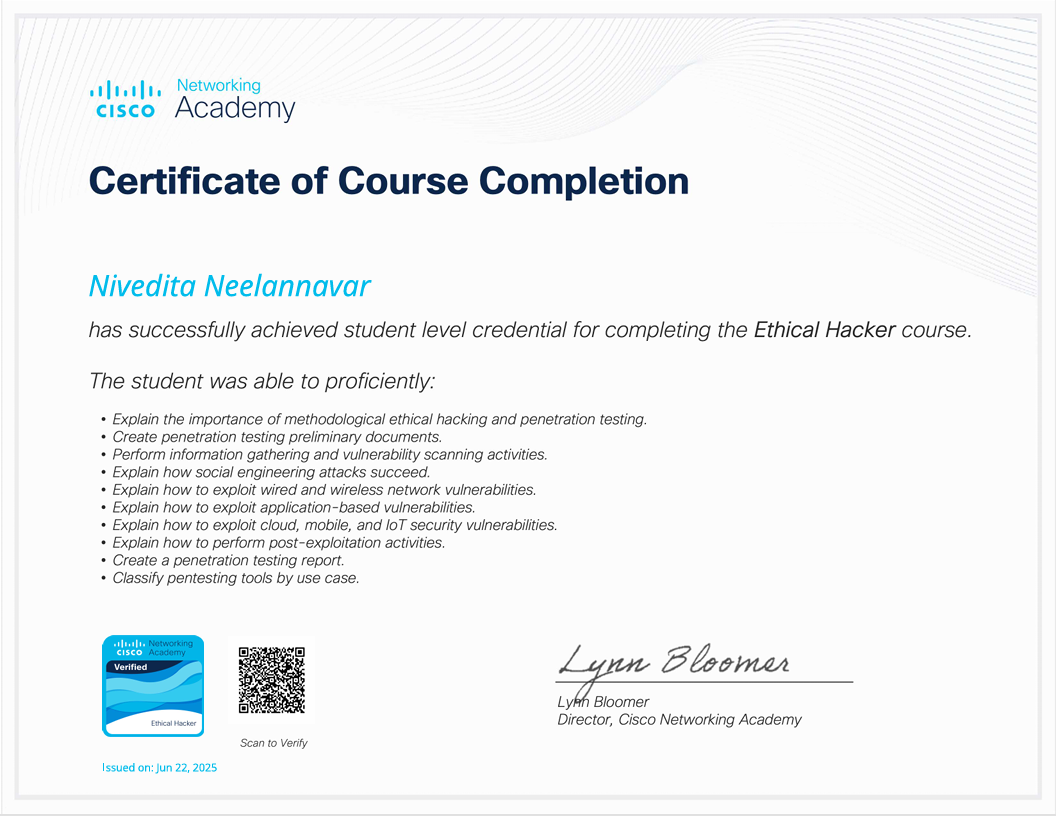 Networking
CISCO Academy
Certificate of Course Completion
Nivedita Neelannavar
has successfully achieved student level credential for completing the Ethical Hacker course.
The student was able to proficiently:
• Explain the importance of methodological ethical hacking and penetration testing.
• Create penetration testing preliminary documents.
• Perform information gathering and vulnerability scanning activities.
• Explain how social engineering attacks succeed.
• Explain how to exploit wired and wireless network vulnerabilities.
• Explain how to exploit application-based vulnerabilities.
• Explain how to exploit cloud, mobile, and IoT security vulnerabilities.
• Explain how to perform post-exploitation activities.
• Create a penetration testing report.
• Classify pentesting tools by use case.
Networking
CISCO Academy
Verified
Ethical Hacker
Scan to Verify
Issued on: Jun 22, 2025
Lynn Bloomer
Lynn Bloomer
Director, Cisco Networking Academy